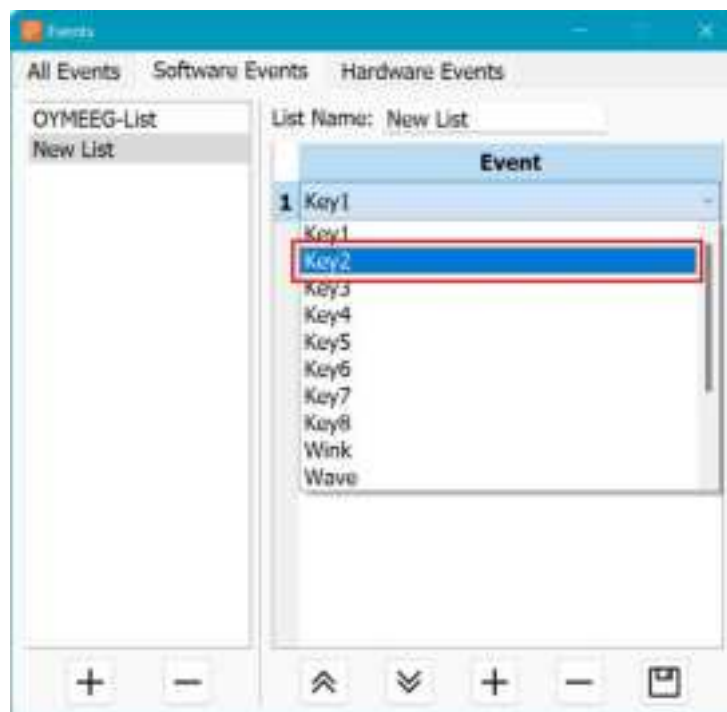 Events
All Events Software Events Hardware Events
OYMEEG-List
New List
List Name: New List
Event
1 Key1
Key1
Key2
Key3
Key4
Key5
Key6
Key7
Key8
Wink
Wave